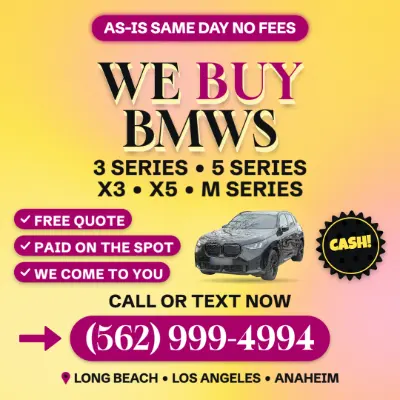 AS-IS SAME DAY NO FEES
WE BUY
BMWS
3 SERIES • 5 SERIES
X3 • X5 • M SERIES
FREE QUOTE
PAID ON THE SPOT
WE COME TO YOU
CASH!
CALL OR TEXT NOW
(562) 999-4994
LONG BEACH • LOS ANGELES • ANAHEIM